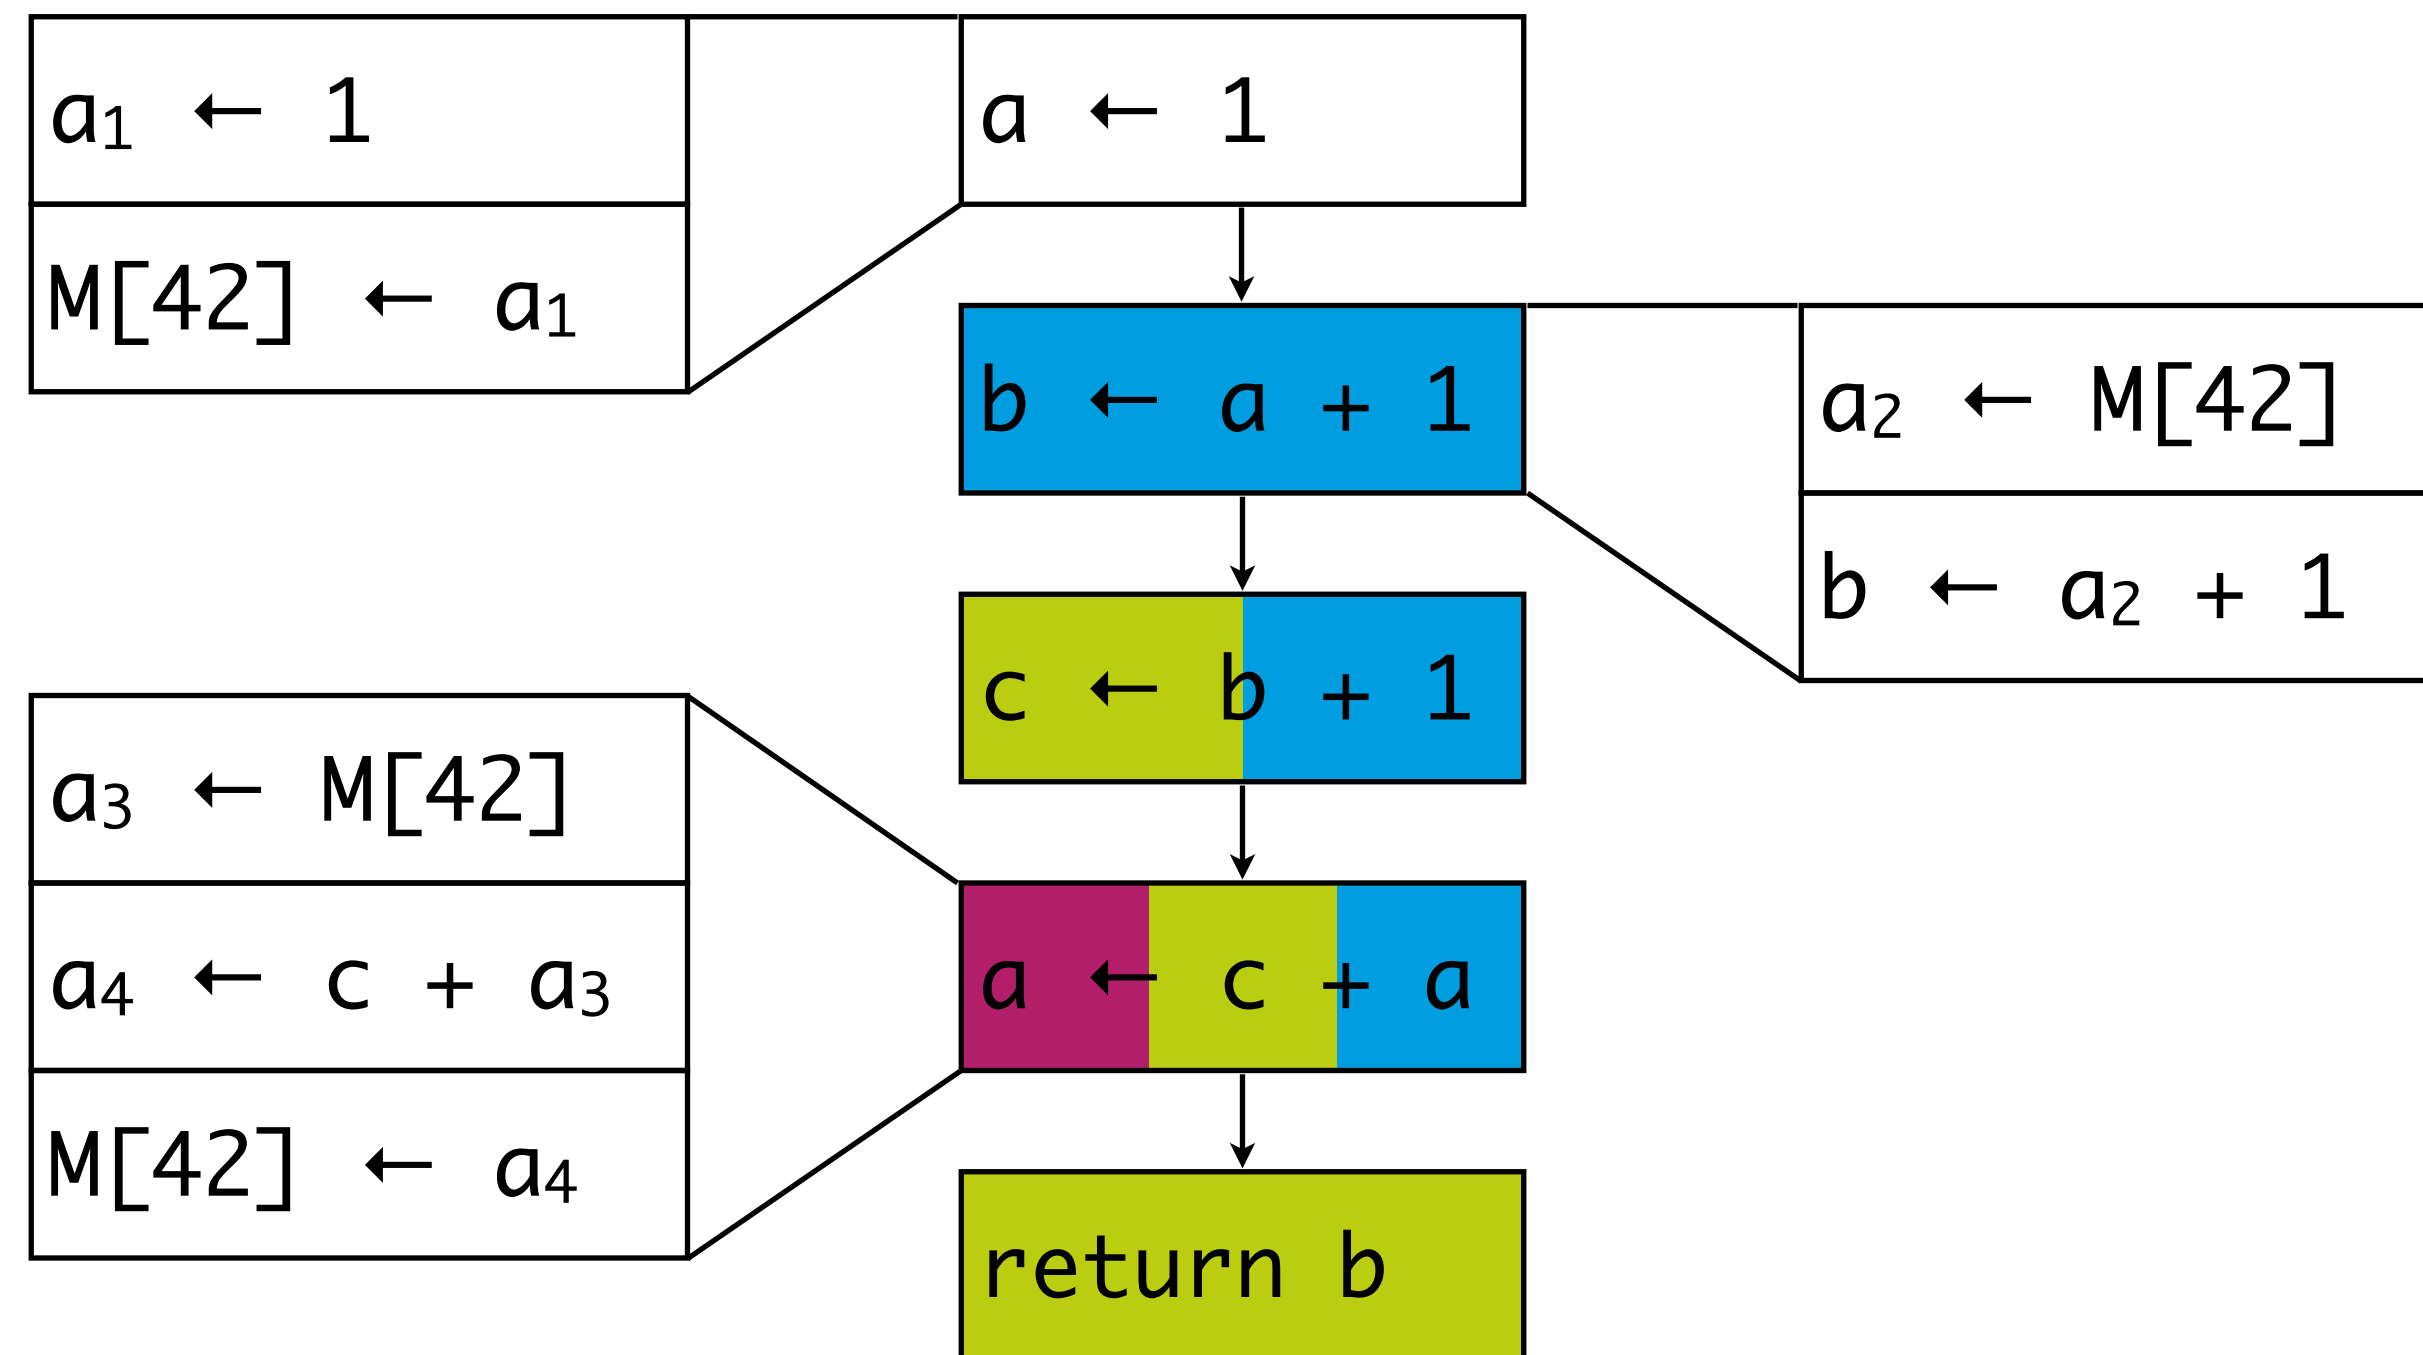 a₁ ← 1
M[42] ← a₁
a ← 1
b ← a + 1
a₂ ← M[42]
b ← a₂ + 1
c ← b + 1
a₃ ← M[42]
a₄ ← c + a₃
M[42] ← a₄
a ← c + a
return b